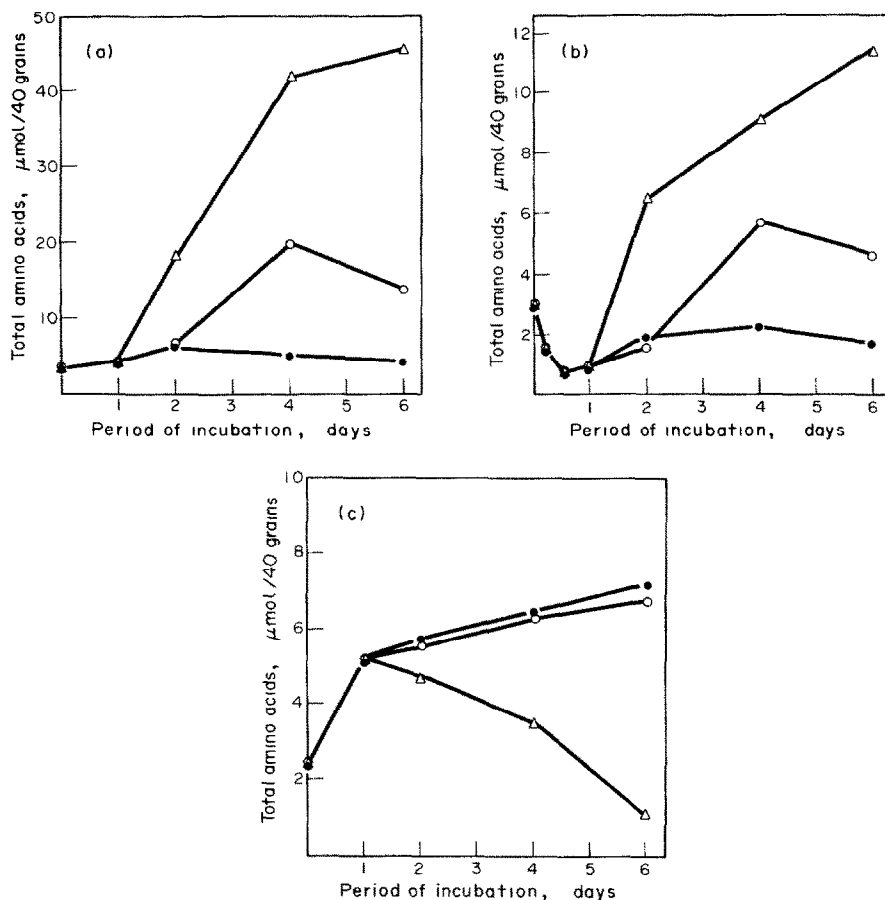 (a)
Total amino acids, μmol/40 grains
50
40
30
20
10
1 2 3 4 5 6
Period of incubation, days
(b)
Total amino acids, μmol/40 grains
12
10
8
6
4
2
1 2 3 4 5 6
Period of incubation, days
(c)
Total amino acids, μmol/40 grains
10
8
6
4
2
1 2 3 4 5 6
Period of incubation, days